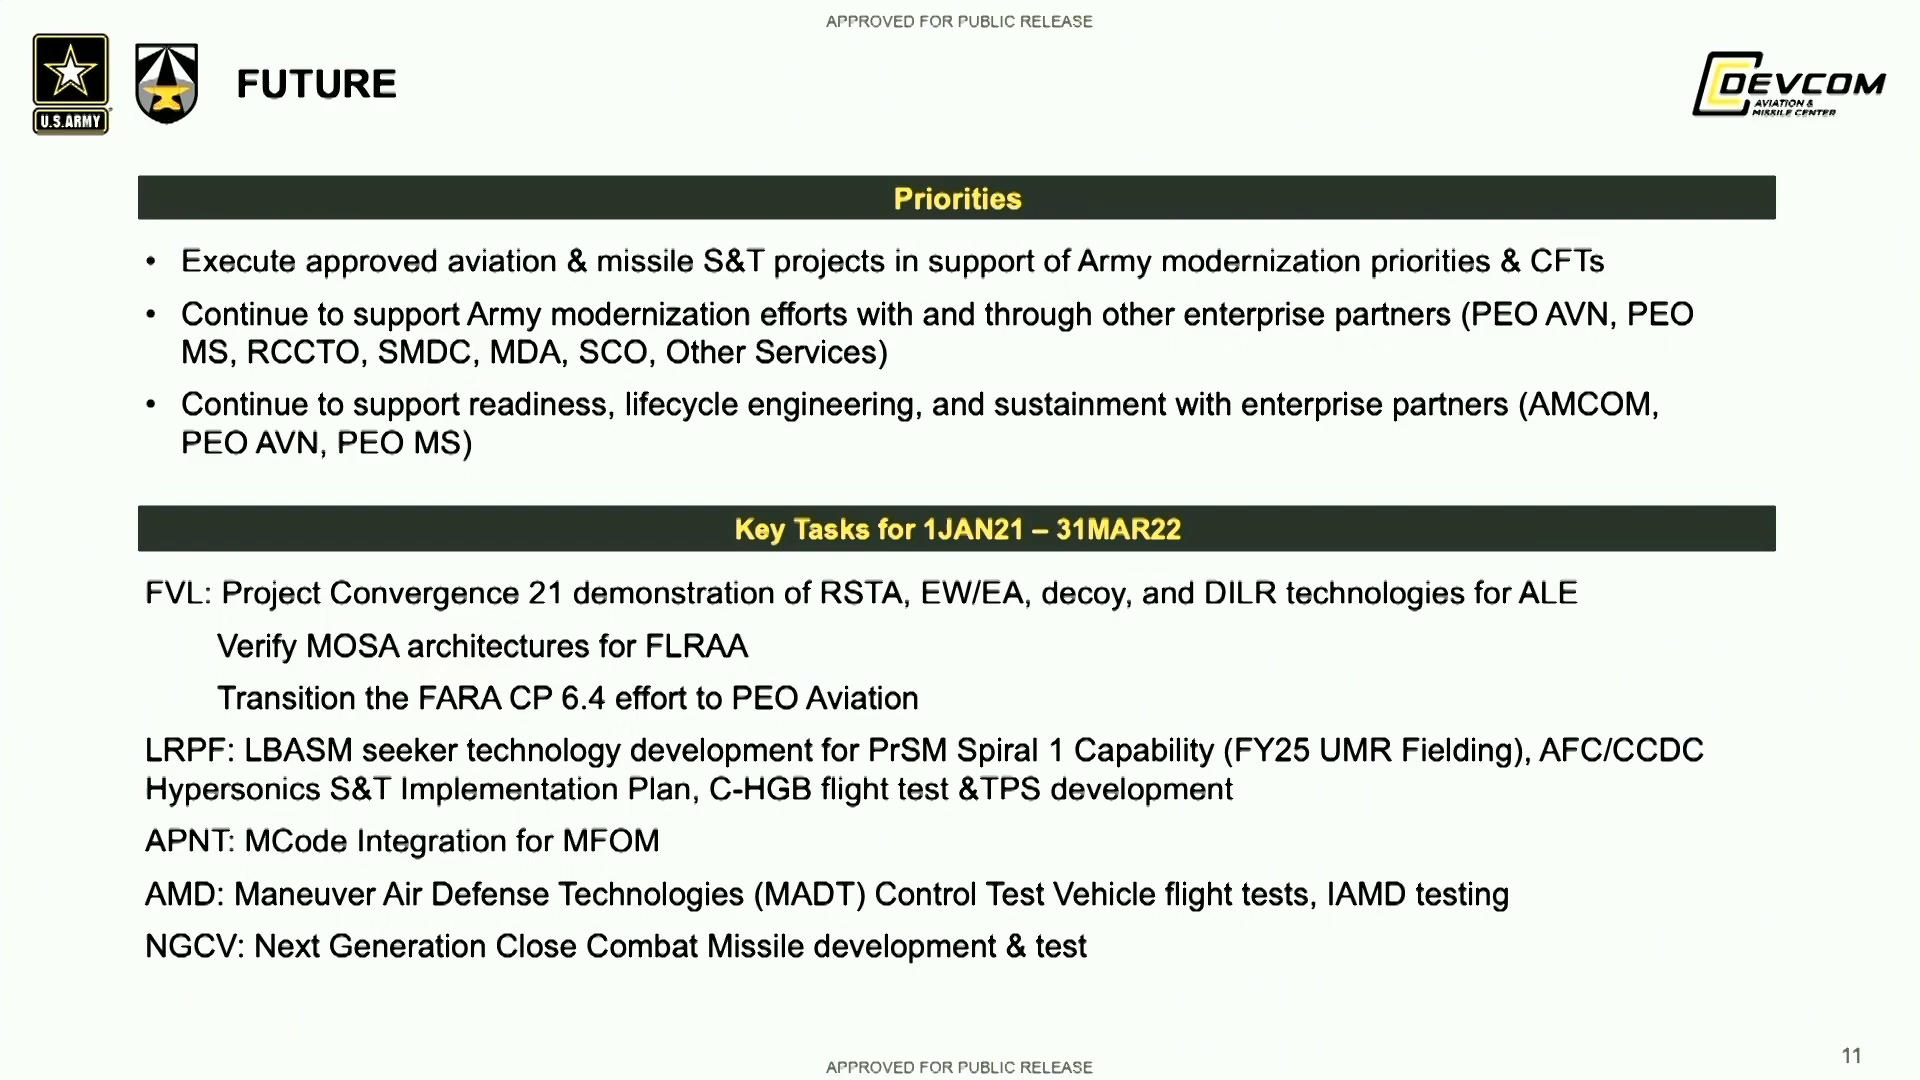 APPROVED FOR PUBLIC RELEASE
U.S.ARMY
FUTURE
DEVCOM
AVIATION &
MISSILE CENTER
Priorities
• Execute approved aviation & missile S&T projects in support of Army modernization priorities & CFTs
• Continue to support Army modernization efforts with and through other enterprise partners (PEO AVN, PEO
MS, RCCTO, SMDC, MDA, SCO, Other Services)
• Continue to support readiness, lifecycle engineering, and sustainment with enterprise partners (AMCOM,
PEO AVN, PEO MS)
Key Tasks for 1JAN21 – 31MAR22
FVL: Project Convergence 21 demonstration of RSTA, EW/EA, decoy, and DILR technologies for ALE
Verify MOSA architectures for FLRAA
Transition the FARA CP 6.4 effort to PEO Aviation
LRPF: LBASM seeker technology development for PrSM Spiral 1 Capability (FY25 UMR Fielding), AFC/CCDC
Hypersonics S&T Implementation Plan, C-HGB flight test &TPS development
APNT: MCode Integration for MFOM
AMD: Maneuver Air Defense Technologies (MADT) Control Test Vehicle flight tests, IAMD testing
NGCV: Next Generation Close Combat Missile development & test
APPROVED FOR PUBLIC RELEASE
11